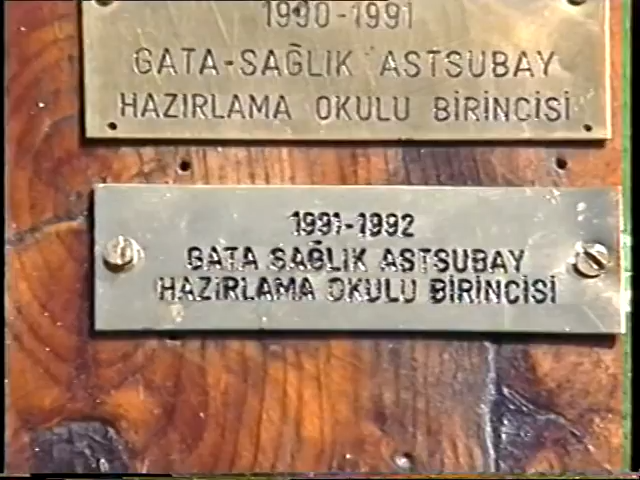 1990-1991
GATA-SAĞLIK ASTSUBAY
HAZIRLAMA OKULU BİRİNCİSİ
1991-1992
GATA SAĞLIK ASTSUBAY
HAZIRLAMA OKULU BİRİNCİSİ